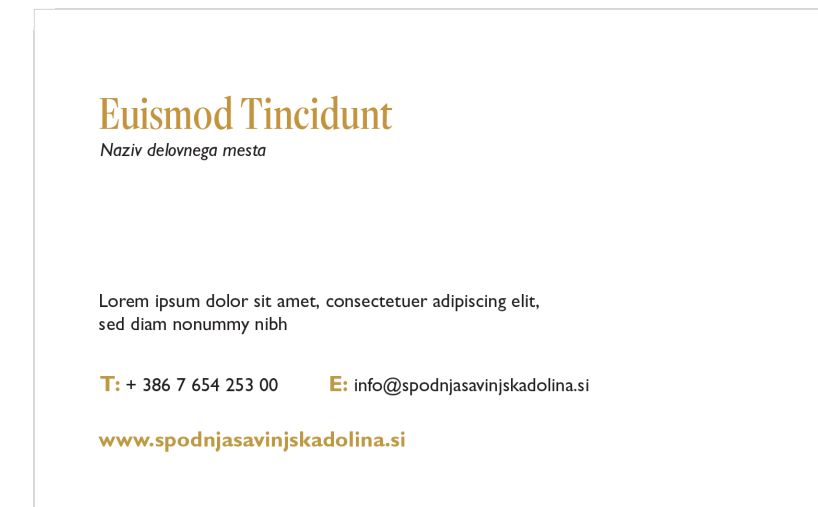 Euismod Tincidunt
Naziv delovnega mesta
Lorem ipsum dolor sit amet, consectetuer adipiscing elit,
sed diam nonummy nibh
T: + 386 7 654 253 00 E: info@spodnjasavinjskadolina.si
www.spodnjasavinjskadolina.si